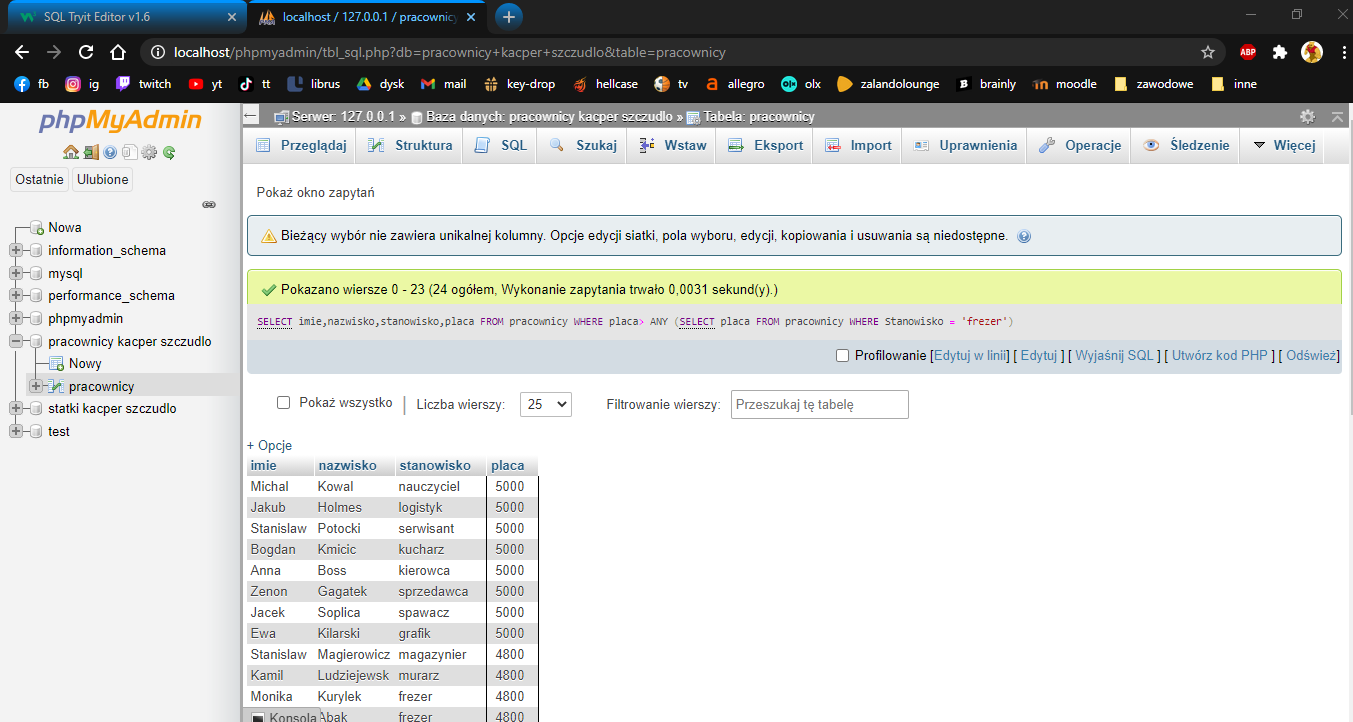 SQL Tryit Editor v1.6
localhost / 127.0.0.1 / pracownicy
localhost/phpmyadmin/tbl_sql.php?db=pracownicy+kacper+szczudlo&table=pracownicy
ABP
fb ig twitch yt tt librus dysk mail key-drop hellcase tv allegro olx zalandolounge brainly moodle zawodowe inne
phpMyAdmin
Ostatnie Ulubione
Nowa
information_schema
mysql
performance_schema
phpmyadmin
pracownicy kacper szczudlo
Nowy
pracownicy
statki kacper szczudlo
test
Serwer: 127.0.0.1 » Baza danych: pracownicy kacper szczudlo » Tabela: pracownicy
Przeglądaj Struktura SQL Szukaj Wstaw Eksport Import Uprawnienia Operacje Śledzenie Więcej
Pokaż okno zapytań
Bieżący wybór nie zawiera unikalnej kolumny. Opcje edycji siatki, pola wyboru, edycji, kopiowania i usuwania są niedostępne.
Pokazano wiersze 0 - 23 (24 ogółem, Wykonanie zapytania trwało 0,0031 sekund(y).)
SELECT imie,nazwisko,stanowisko,placa FROM pracownicy WHERE placa> ANY (SELECT placa FROM pracownicy WHERE Stanowisko = 'frezer')
Profilowanie [Edytuj w linii] [ Edytuj ] [ Wyjaśnij SQL ] [ Utwórz kod PHP ] [ Odśwież]
Pokaż wszystko | Liczba wierszy: 25 Filtrowanie wierszy: Przeszukaj tę tabelę
+ Opcje
imie nazwisko stanowisko placa
Michal Kowal nauczyciel 5000
Jakub Holmes logistyk 5000
Stanislaw Potocki serwisant 5000
Bogdan Kmicic kucharz 5000
Anna Boss kierowca 5000
Zenon Gagatek sprzedawca 5000
Jacek Soplica spawacz 5000
Ewa Kilarski grafik 5000
Stanislaw Magierowicz magazynier 4800
Kamil Ludziejewsk murarz 4800
Monika Kurylek frezer 4800
Konsola Abak frezer 4800